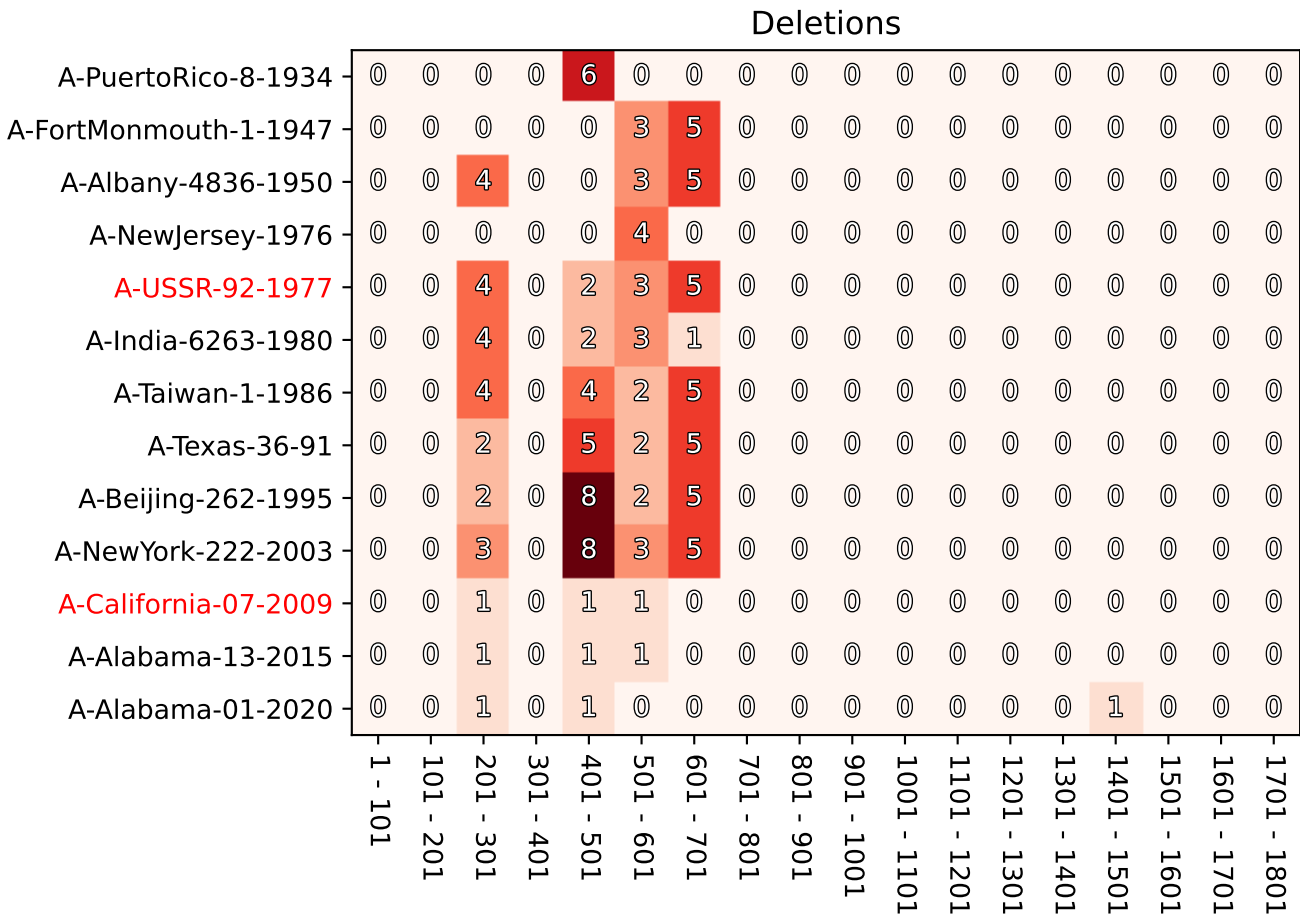 Deletions
A-PuertoRico-8-1934 0 0 0 0 6 0 0 0 0 0 0 0 0 0 0 0 0 0
A-FortMonmouth-1-1947 0 0 0 0 0 3 5 0 0 0 0 0 0 0 0 0 0 0
A-Albany-4836-1950 0 0 4 0 0 3 5 0 0 0 0 0 0 0 0 0 0 0
A-NewJersey-1976 0 0 0 0 0 4 0 0 0 0 0 0 0 0 0 0 0 0
A-USSR-92-1977 0 0 4 0 2 3 5 0 0 0 0 0 0 0 0 0 0 0
A-India-6263-1980 0 0 4 0 2 3 1 0 0 0 0 0 0 0 0 0 0 0
A-Taiwan-1-1986 0 0 4 0 4 2 5 0 0 0 0 0 0 0 0 0 0 0
A-Texas-36-91 0 0 2 0 5 2 5 0 0 0 0 0 0 0 0 0 0 0
A-Beijing-262-1995 0 0 2 0 8 2 5 0 0 0 0 0 0 0 0 0 0 0
A-NewYork-222-2003 0 0 3 0 8 3 5 0 0 0 0 0 0 0 0 0 0 0
A-California-07-2009 0 0 1 0 1 1 0 0 0 0 0 0 0 0 0 0 0 0
A-Alabama-13-2015 0 0 1 0 1 1 0 0 0 0 0 0 0 0 0 0 0 0
A-Alabama-01-2020 0 0 1 0 1 0 0 0 0 0 0 0 0 0 1 0 0 0
1 - 101
101 - 201
201 - 301
301 - 401
401 - 501
501 - 601
601 - 701
701 - 801
801 - 901
901 - 1001
1001 - 1101
1101 - 1201
1201 - 1301
1301 - 1401
1401 - 1501
1501 - 1601
1601 - 1701
1701 - 1801